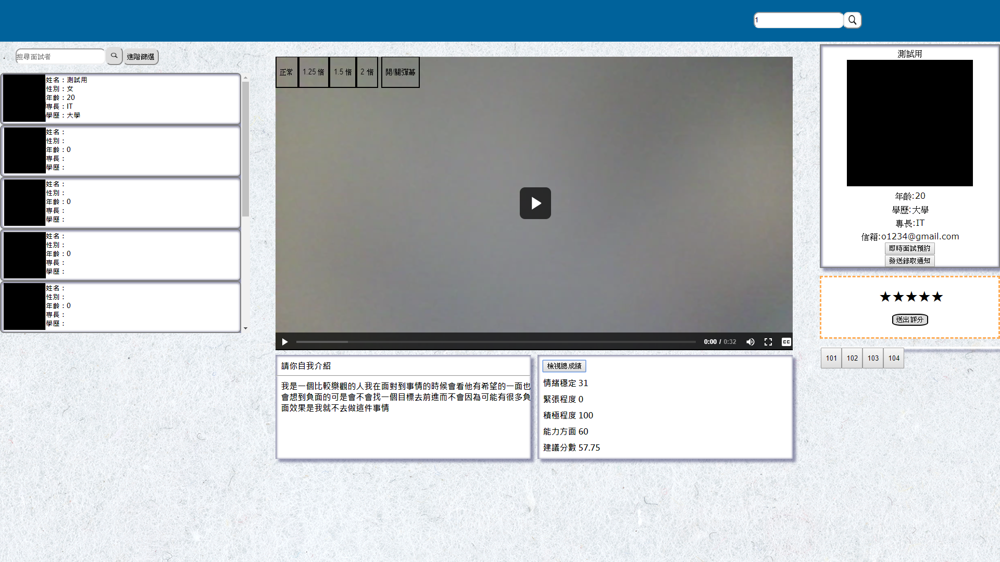 1
搜尋面試者
進階篩選
姓名：測試用
性別：女
年齡：20
專長：IT
學歷：大學
姓名：
性別：
年齡：0
專長：
學歷：
姓名：
性別：
年齡：0
專長：
學歷：
姓名：
性別：
年齡：0
專長：
學歷：
姓名：
性別：
年齡：0
專長：
學歷：
正常
1.25 倍
1.5 倍
2 倍
開/關彈幕
0:00 / 0:32
CC
請你自我介紹
我是一個比較樂觀的人我在面對到事情的時候會看他有希望的一面也
會想到負面的可是會不會找一個目標去前進而不會因為可能有很多負
面效果是我就不去做這件事情
檢視總成績
情緒穩定 31
緊張程度 0
積極程度 100
能力方面 60
建議分數 57.75
測試用
年齡:20
學歷:大學
專長:IT
信箱:o1234@gmail.com
即時面試預約
發送錄取通知
★★★★★
送出評分
101
102
103
104